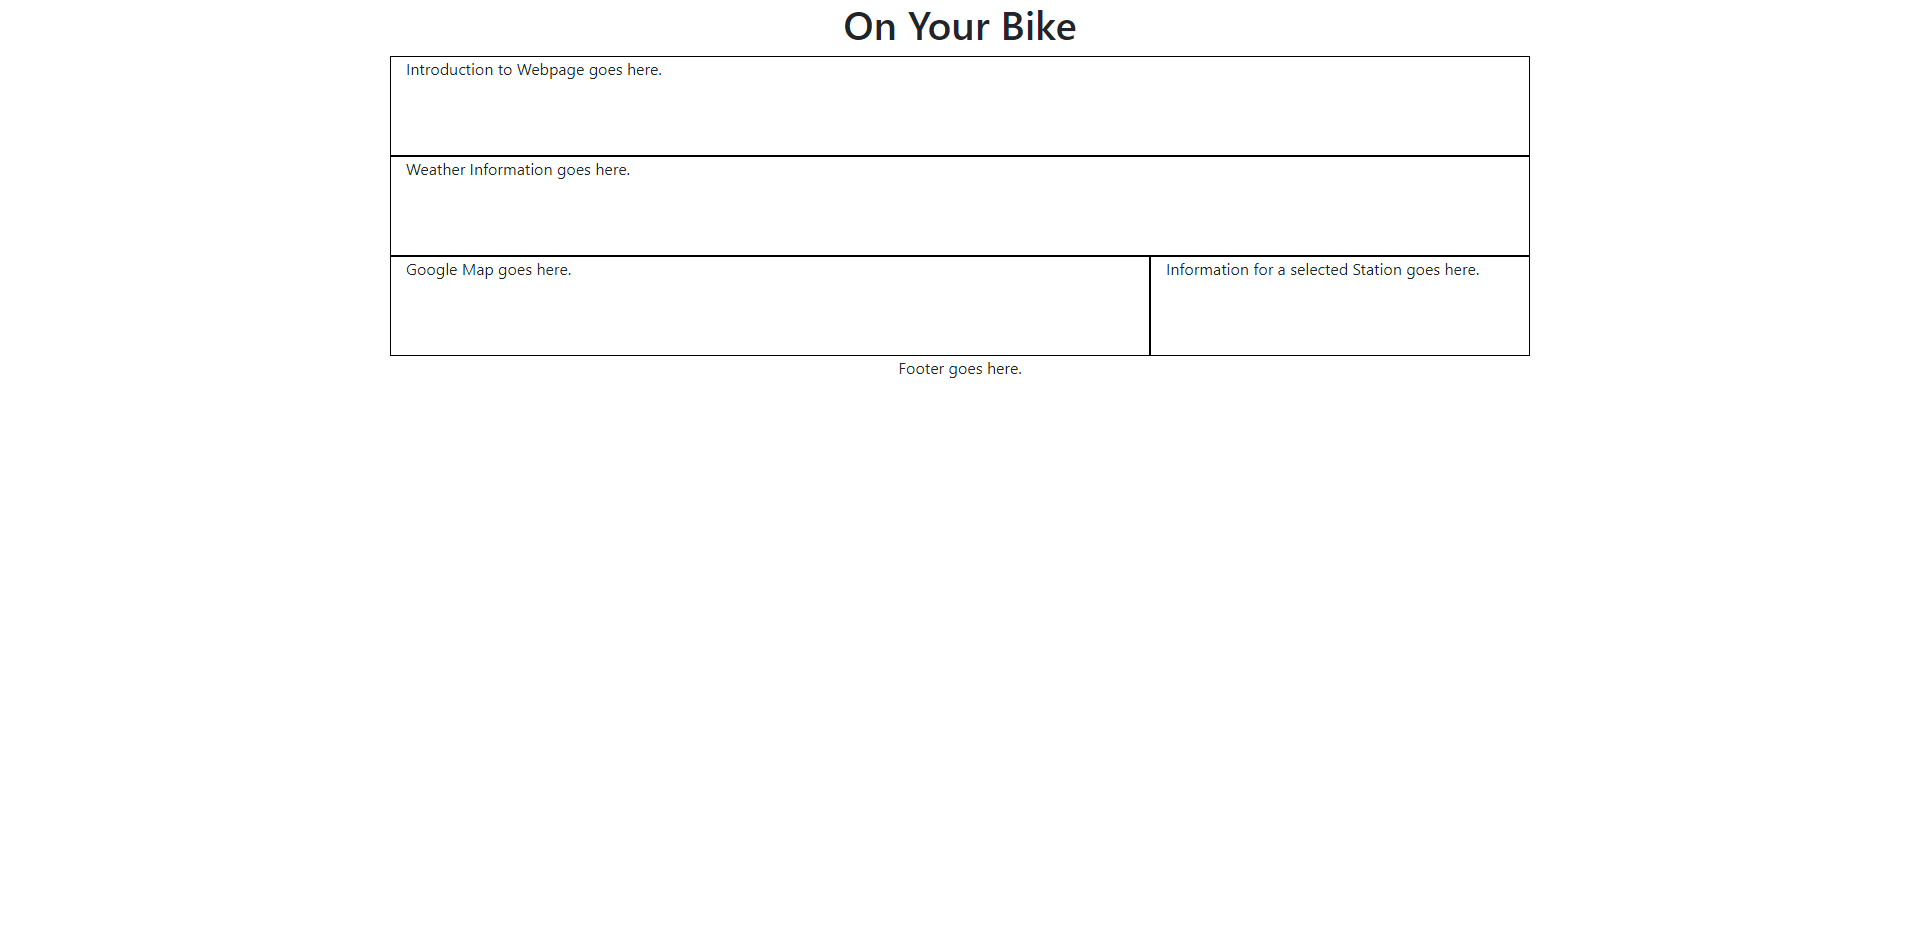 On Your Bike
Introduction to Webpage goes here.
Weather Information goes here.
Google Map goes here.
Information for a selected Station goes here.
Footer goes here.